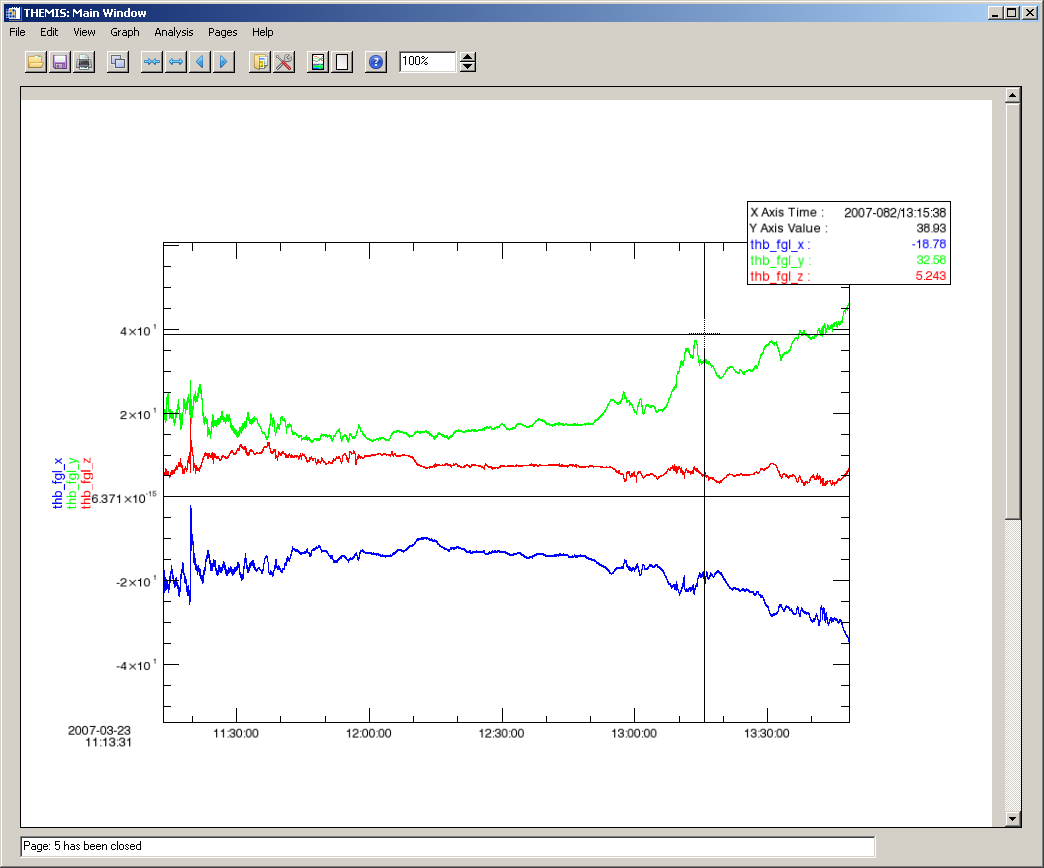 THEMIS: Main Window
File Edit View Graph Analysis Pages Help
100%
X Axis Time : 2007-082/13:15:38
Y Axis Value : 38.93
thb_fgl_x : -18.78
thb_fgl_y : 32.58
thb_fgl_z : 5.243
4×10¹
2×10¹
6.371×10⁻¹⁵
-2×10¹
-4×10¹
thb_fgl_x
thb_fgl_y
thb_fgl_z
2007-03-23
11:13:31
11:30:00 12:00:00 12:30:00 13:00:00 13:30:00
Page: 5 has been closed